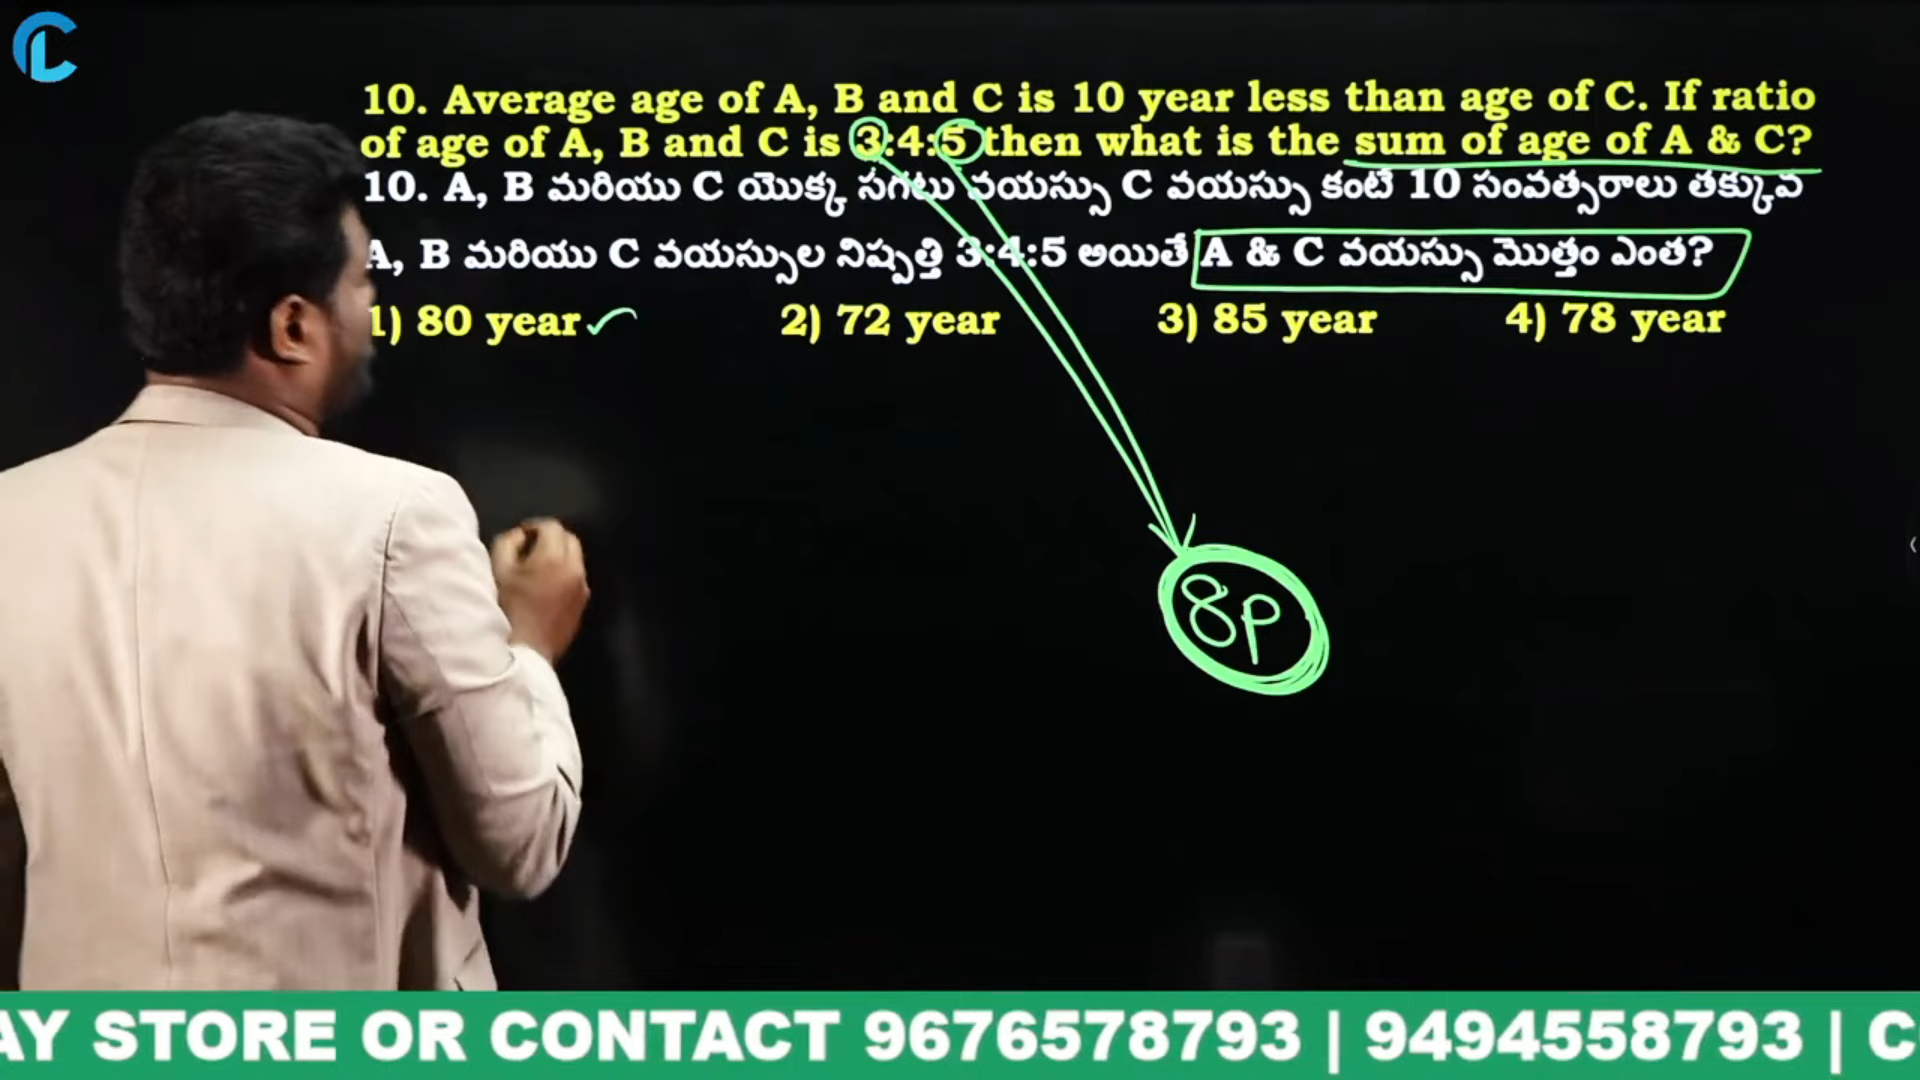 10. Average age of A, B and C is 10 year less than age of C. If ratio
of age of A, B and C is 3:4:5 then what is the sum of age of A & C?
10. A, B మరియు C యొక్క సగటు వయస్సు C వయస్సు కంటే 10 సంవత్సరాలు తక్కువ
A, B మరియు C వయస్సుల నిష్పత్తి 3:4:5 అయితే A & C వయస్సు మొత్తం ఎంత?
1) 80 year 2) 72 year 3) 85 year 4) 78 year
8P
AY STORE OR CONTACT 9676578793 | 9494558793 | C